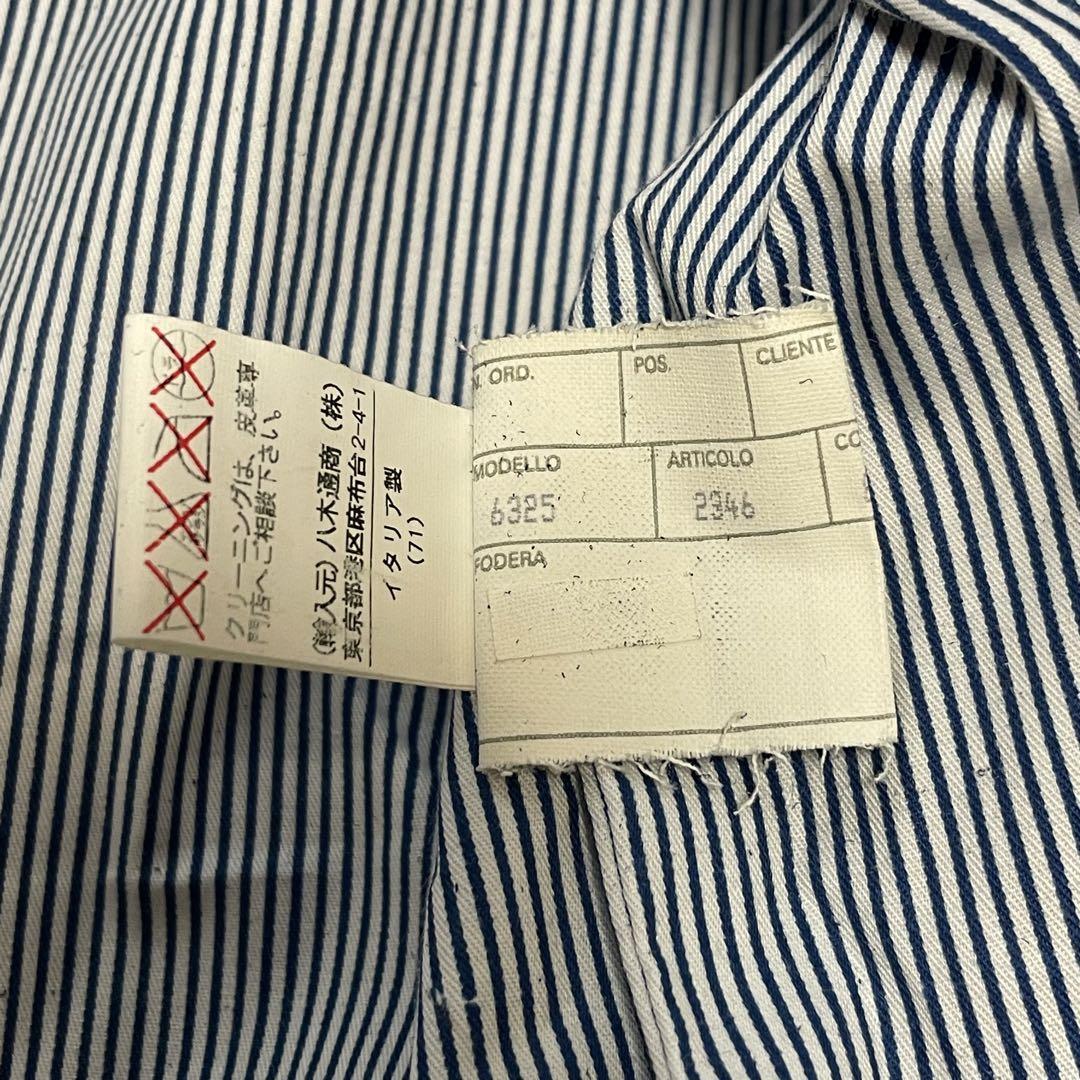 クリーニングは、皮革専
門店へご相談下さい。
(輸入元) 八木通商 (株)
東京都港区麻布台2-4-1
イタリア製
(71)
N. ORD.
POS.
CLIENTE
MODELLO
ARTICOLO
CO
6325
2346
FODERA